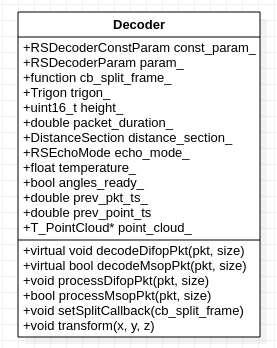 Decoder
+RSDecoderConstParam const_param_
+RSDecoderParam param_
+function cb_split_frame_
+Trigon trigon_
+uint16_t height_
+double packet_duration_
+DistanceSection distance_section_
+RSEchoMode echo_mode_
+float temperature_
+bool angles_ready_
+double prev_pkt_ts_
+double prev_point_ts
+T_PointCloud* point_cloud_
+virtual void decodeDifopPkt(pkt, size)
+virtual bool decodeMsopPkt(pkt, size)
+void processDifopPkt(pkt, size)
+bool processMsopPkt(pkt, size)
+void setSplitCallback(cb_split_frame)
+void transform(x, y, z)